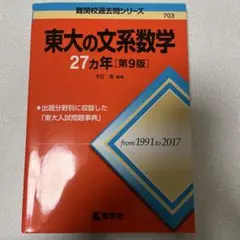 難関校過去問シリーズ
703
東大の文系数学
27カ年[第9版]
編著
●出題分野別に収録した
「東大入試問題事典」
from 1991 to 2017
教学社